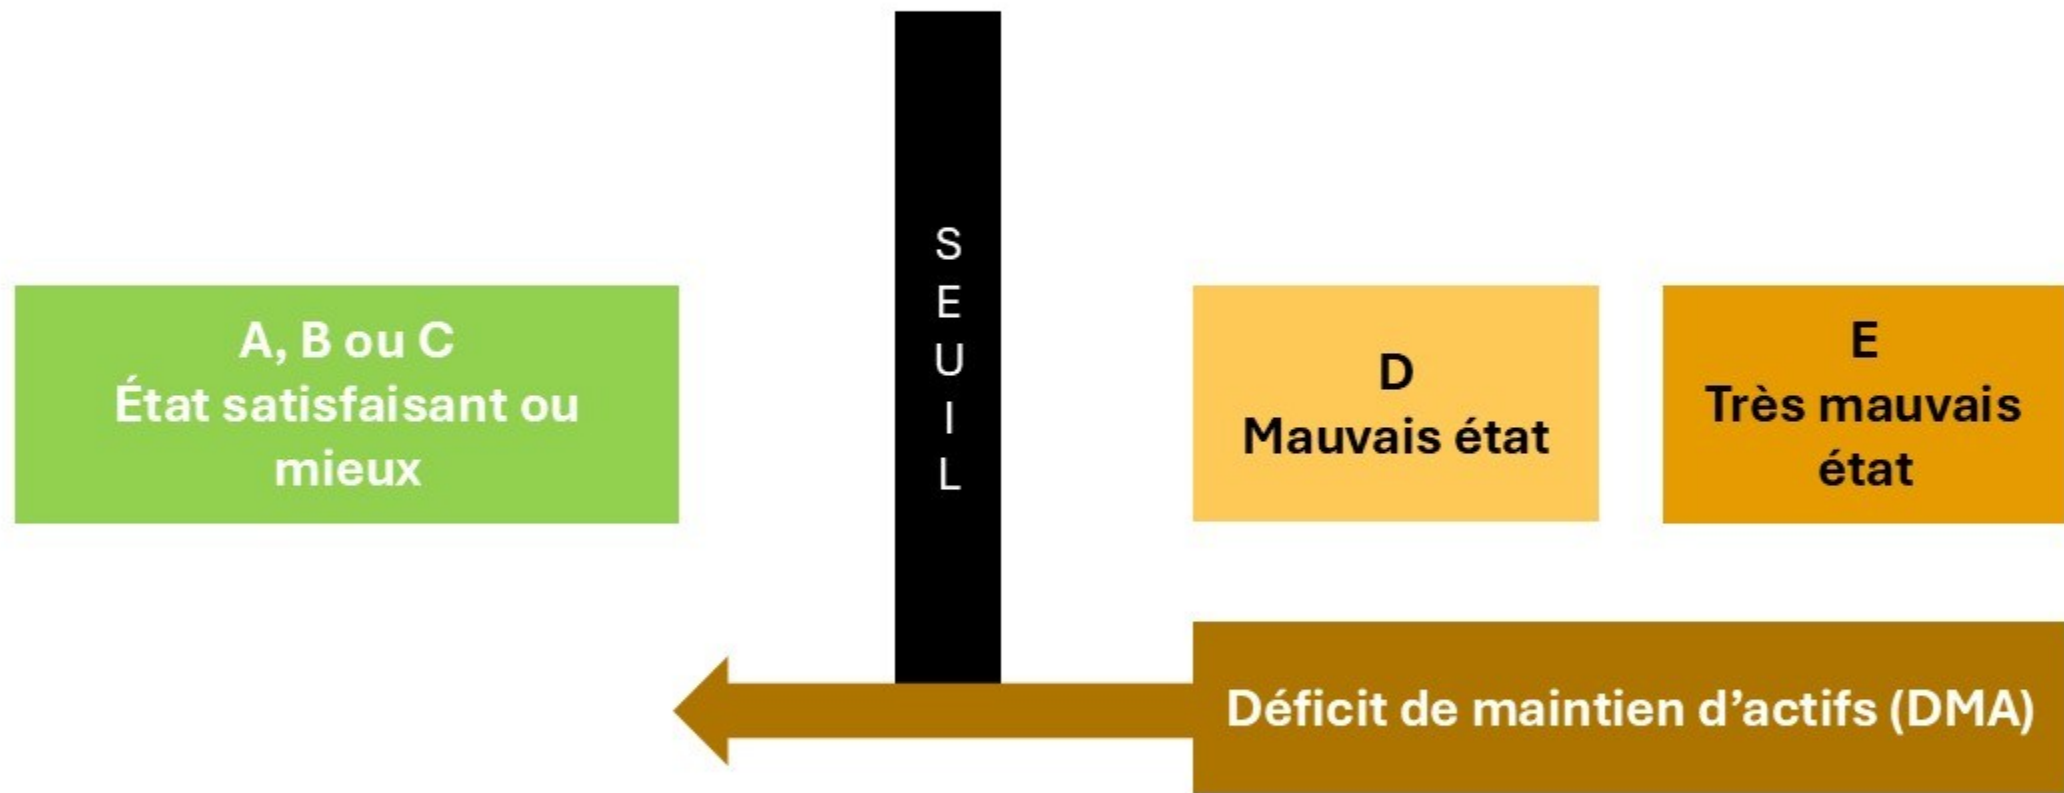 A, B ou C
État satisfaisant ou
mieux
S
E
U
I
L
D
Mauvais état
E
Très mauvais
état
Déficit de maintien d’actifs (DMA)